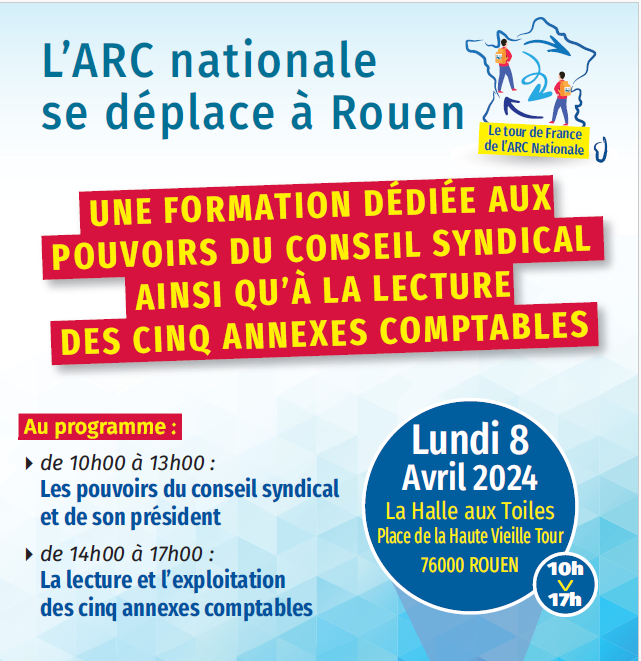 L'ARC nationale
se déplace à Rouen
Le tour de France
de l'ARC Nationale
UNE FORMATION DÉDIÉE AUX
POUVOIRS DU CONSEIL SYNDICAL
AINSI QU'À LA LECTURE
DES CINQ ANNEXES COMPTABLES
Au programme :
de 10h00 à 13h00 :
Les pouvoirs du conseil syndical
et de son président
de 14h00 à 17h00 :
La lecture et l'exploitation
des cinq annexes comptables
Lundi 8
Avril 2024
La Halle aux Toiles
Place de la Haute Vieille Tour
76000 ROUEN
10h
17h